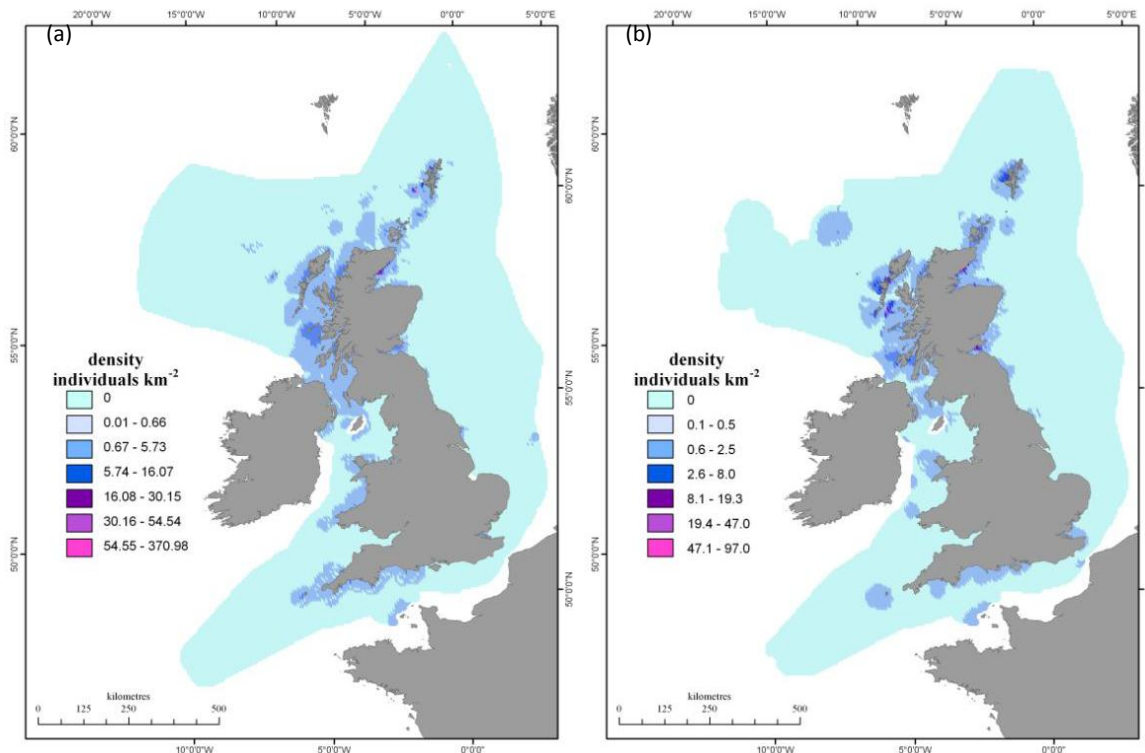 20°0'0"W 15°0'0"W 10°0'0"W 5°0'0"W 0°0'0" 5°0'0"E
(a)
60°0'0"N
55°0'0"N
50°0'0"N
density
individuals km-2
0
0.01 - 0.66
0.67 - 5.73
5.74 - 16.07
16.08 - 30.15
30.16 - 54.54
54.55 - 370.98
kilometres
0 125 250 500
10°0'0"W 5°0'0"W 0°0'0"
60°0'0"N
55°0'0"N
50°0'0"N
20°0'0"W 15°0'0"W 10°0'0"W 5°0'0"W 0°0'0" 5°0'0"E
(b)
density
individuals km-2
0
0.1 - 0.5
0.6 - 2.5
2.6 - 8.0
8.1 - 19.3
19.4 - 47.0
47.1 - 97.0
kilometres
0 125 250 500
10°0'0"W 5°0'0"W 0°0'0"